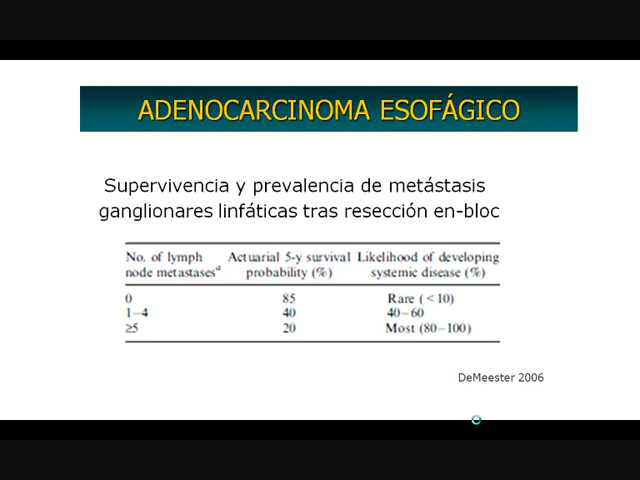 ADENOCARCINOMA ESOFÁGICO
Supervivencia y prevalencia de metástasis
ganglionares linfáticas tras resección en-bloc
No. of lymph Actuarial 5-y survival Likelihood of developing
node metastasesa probability (%) systemic disease (%)
0 85 Rare (<10)
1–4 40 40–60
≥5 20 Most (80–100)
DeMeester 2006